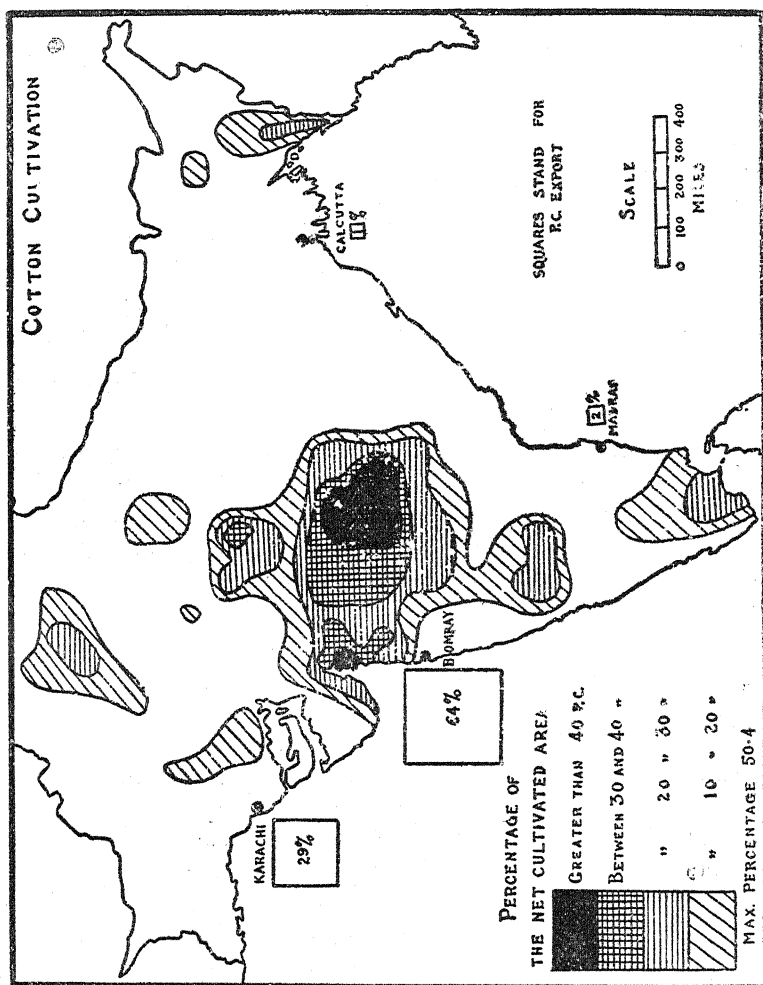 COTTON CULTIVATION
CALCUTTA
1%
SQUARES STAND FOR
P.C. EXPORT
SCALE
0 100 200 300 400
MILES
2%
MADRAS
BOMBAY
64%
KARACHI
29%
PERCENTAGE OF
THE NET CULTIVATED AREA
GREATER THAN 40 P.C.
BETWEEN 30 AND 40 "
" 20 " 30 "
" 10 " 20 "
MAX. PERCENTAGE 50·4